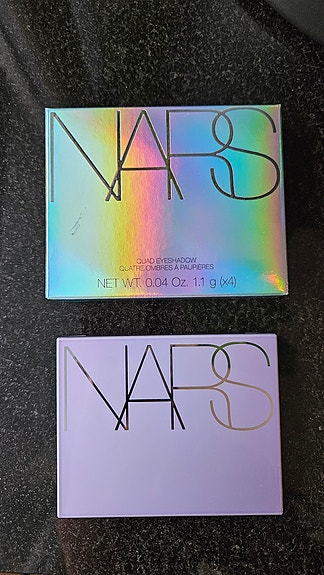 NARS
QUAD EYESHADOW
QUATRE OMBRES À PAUPIÈRES
NET WT. 0.04 Oz. 1.1 g (x4)
NARS